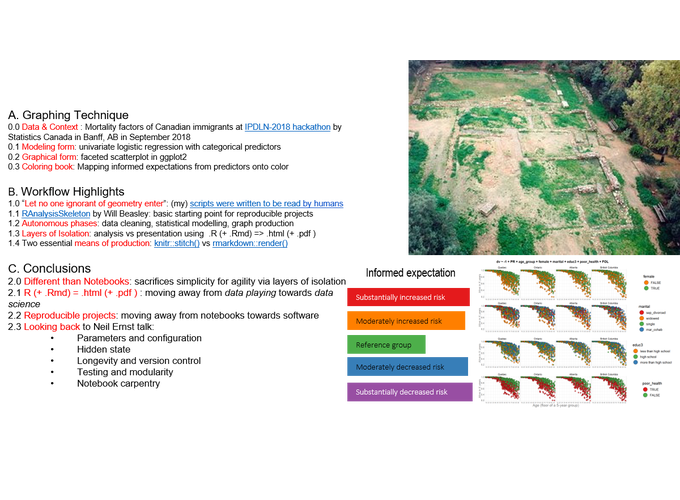 A. Graphing Technique
0.0 Data & Context : Mortality factors of Canadian immigrants at IPDLN-2018 hackathon by
Statistics Canada in Banff, AB in September 2018
0.1 Modeling form: univariate logistic regression with categorical predictors
0.2 Graphical form: faceted scatterplot in ggplot2
0.3 Coloring book: Mapping informed expectations from predictors onto color
B. Workflow Highlights
1.0 “Let no one ignorant of geometry enter”: (my) scripts were written to be read by humans
1.1 RAnalysisSkeleton by Will Beasley: basic starting point for reproducible projects
1.2 Autonomous phases: data cleaning, statistical modelling, graph production
1.3 Layers of Isolation: analysis vs presentation using .R (+ .Rmd) => .html (+ .pdf )
1.4 Two essential means of production: knitr::stitch() vs rmarkdown::render()
C. Conclusions
2.0 Different than Notebooks: sacrifices simplicity for agility via layers of isolation
2.1 R (+ .Rmd) = .html (+ .pdf ) : moving away from data playing towards data
science
2.2 Reproducible projects: moving away from notebooks towards software
2.3 Looking back to Neil Ernst talk:
• Parameters and configuration
• Hidden state
• Longevity and version control
• Testing and modularity
• Notebook carpentry
Informed expectation
Substantially increased risk
Moderately increased risk
Reference group
Moderately decreased risk
Substantially decreased risk
female
FALSE
TRUE
marital
single
educ3
less than high school
high school
more than high school
poor_health
TRUE
FALSE